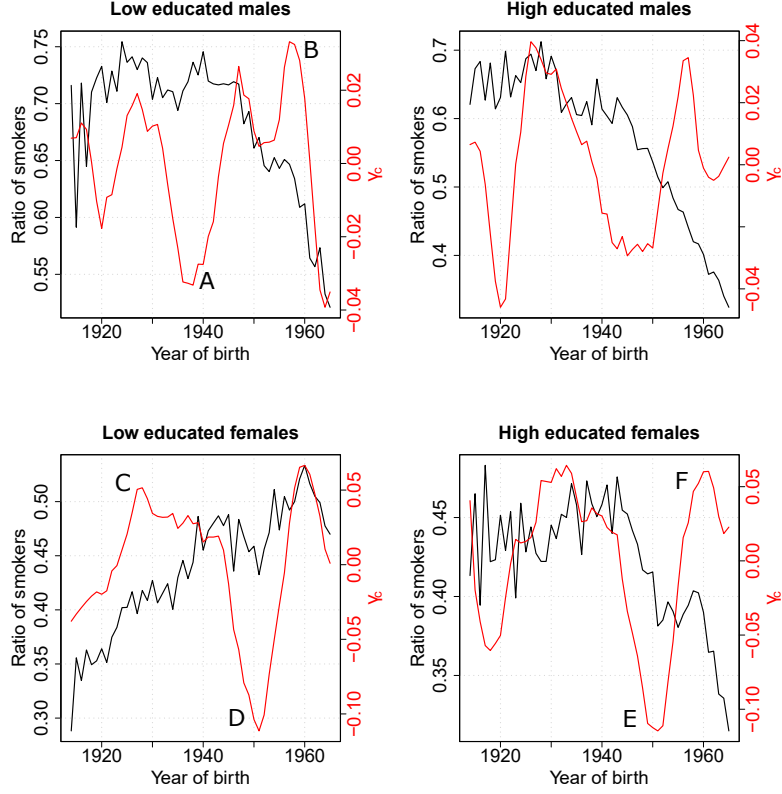 Low educated males
Ratio of smokers
0.75
0.70
0.65
0.60
0.55
0.02
0.00
−0.02
−0.04
γc
A
B
1920
1940
1960
Year of birth
High educated males
Ratio of smokers
0.7
0.6
0.5
0.4
0.04
0.02
0.00
−0.04
γc
1920
1940
1960
Year of birth
Low educated females
Ratio of smokers
0.50
0.45
0.40
0.35
0.30
0.05
0.00
−0.05
−0.10
γc
C
D
1920
1940
1960
Year of birth
High educated females
Ratio of smokers
0.45
0.40
0.35
0.05
0.00
−0.05
−0.10
γc
F
E
1920
1940
1960
Year of birth